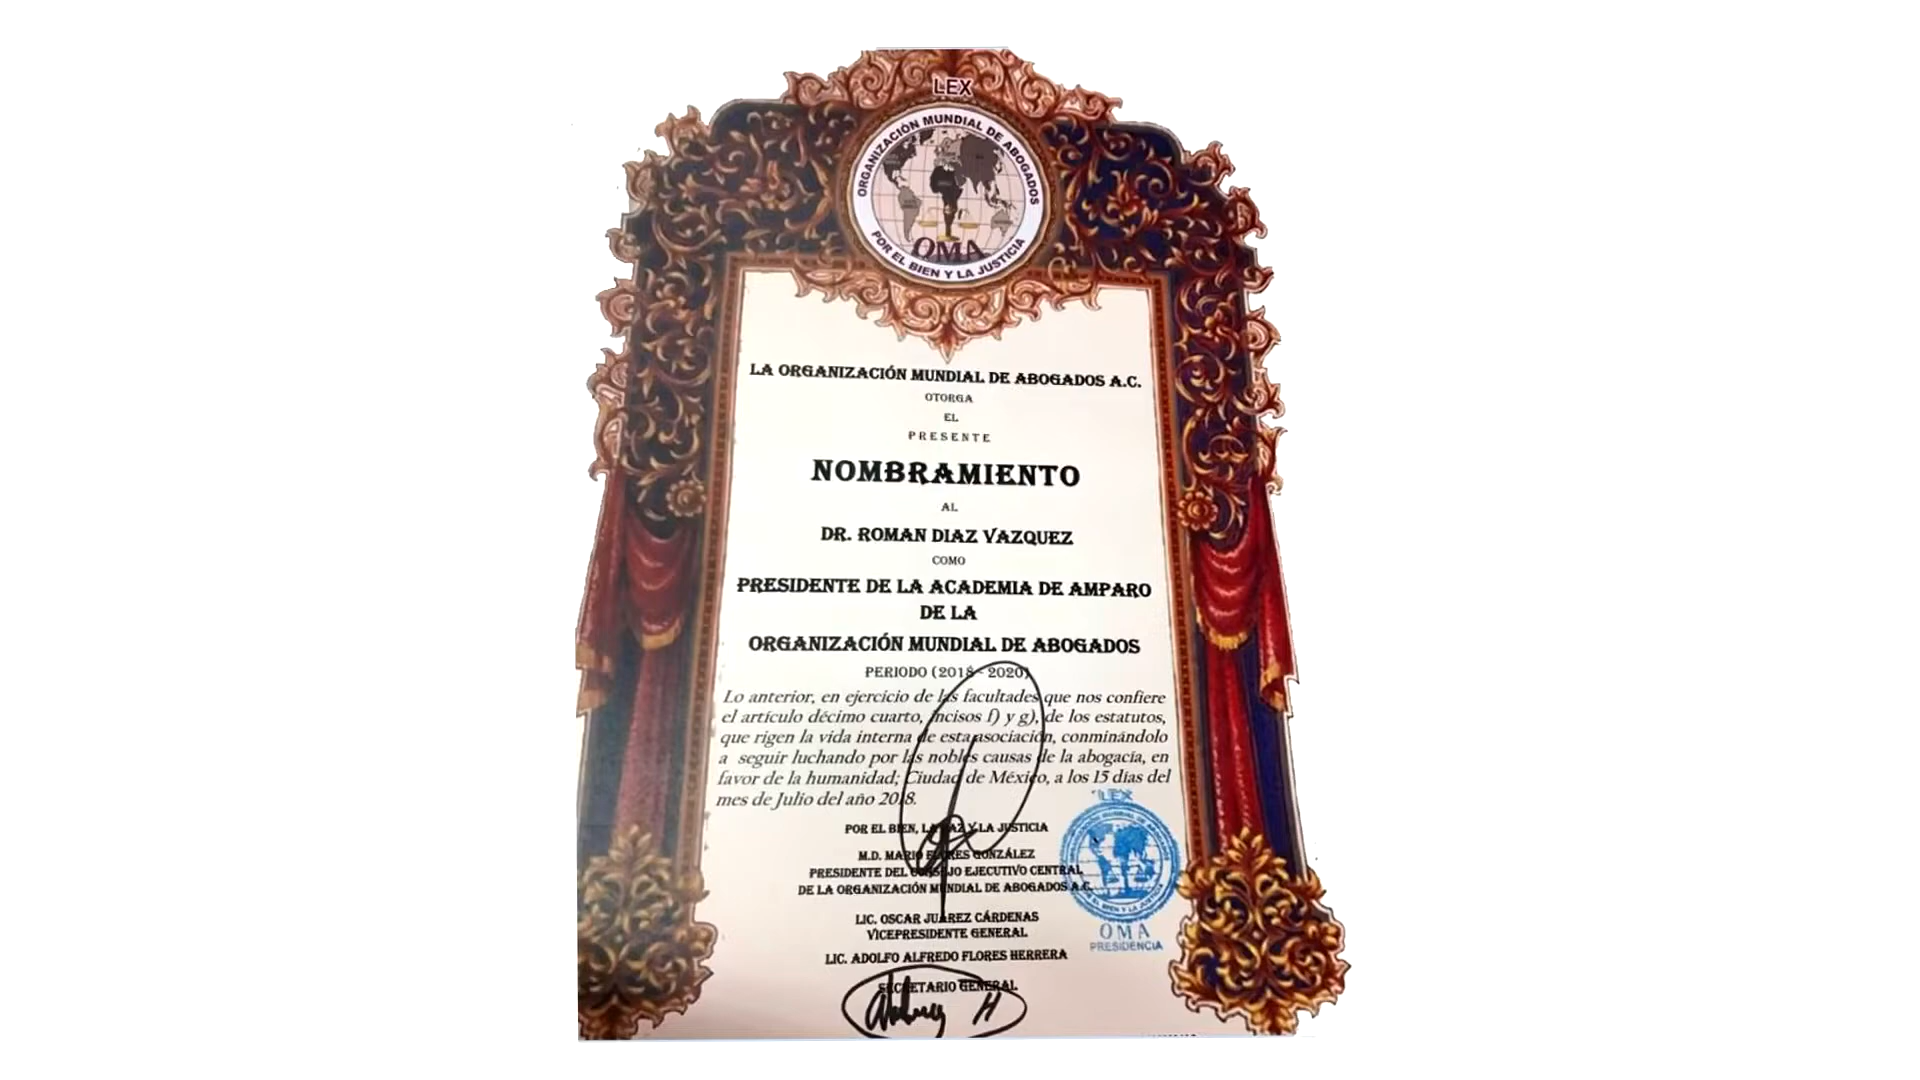 LEX
ORGANIZACIÓN MUNDIAL DE ABOGADOS
OMA
POR EL BIEN Y LA JUSTICIA
LA ORGANIZACIÓN MUNDIAL DE ABOGADOS A.C.
OTORGA
EL
PRESENTE
NOMBRAMIENTO
AL
DR. ROMAN DIAZ VAZQUEZ
COMO
PRESIDENTE DE LA ACADEMIA DE AMPARO
DE LA
ORGANIZACIÓN MUNDIAL DE ABOGADOS
PERIODO (2018 - 2020)
Lo anterior, en ejercicio de las facultades que nos confiere
el artículo décimo cuarto, incisos f) y g), de los estatutos,
que rigen la vida interna de esta asociación, conminándolo
a seguir luchando por las nobles causas de la abogacía, en
favor de la humanidad; Ciudad de México, a los 15 días del
mes de Julio del año 2018.
POR EL BIEN, LA PAZ Y LA JUSTICIA
M.D. MARIO FLORES GONZÁLEZ
PRESIDENTE DEL CONSEJO EJECUTIVO CENTRAL
DE LA ORGANIZACIÓN MUNDIAL DE ABOGADOS A.C.
LIC. OSCAR JUÁREZ CÁRDENAS
VICEPRESIDENTE GENERAL
LIC. ADOLFO ALFREDO FLORES HERRERA
SECRETARIO GENERAL
LEX
OMA
PRESIDENCIA